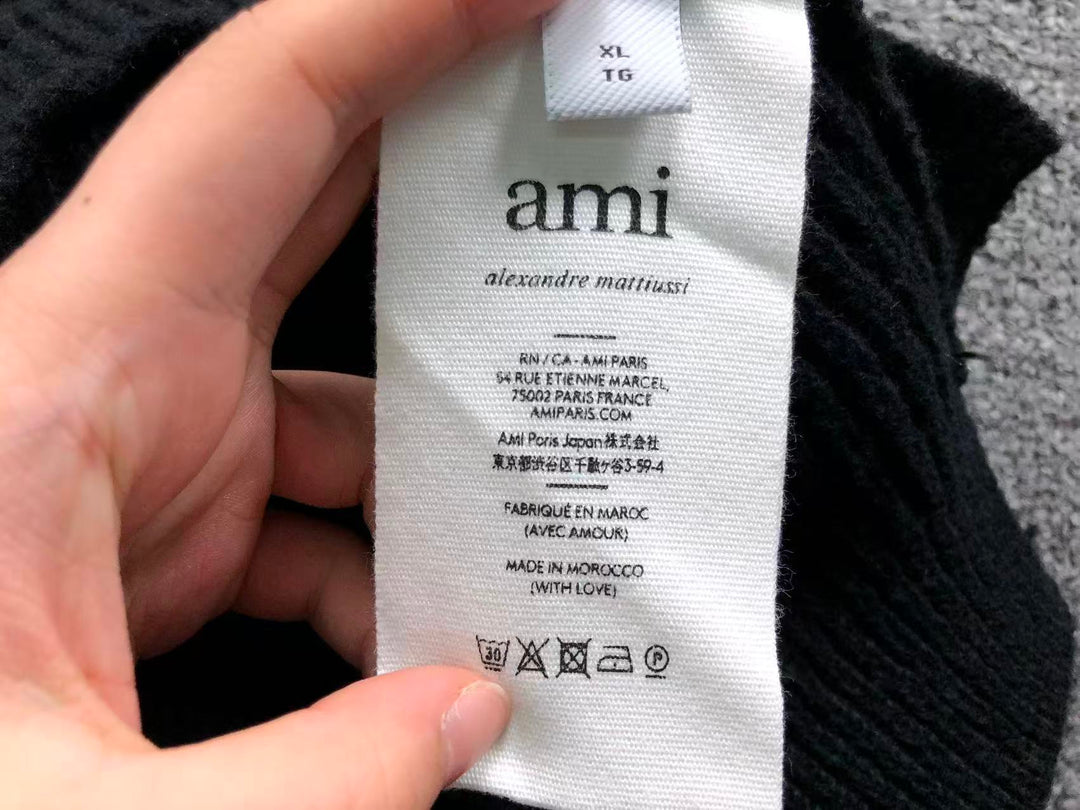 XL
TG
ami
alexandre mattiussi
RN / CA - AMI PARIS
54 RUE ETIENNE MARCEL,
75002 PARIS FRANCE
AMIPARIS.COM
AMI Paris Japan株式会社
東京都渋谷区千駄ヶ谷3-59-4
FABRIQUÉ EN MAROC
(AVEC AMOUR)
MADE IN MOROCCO
(WITH LOVE)
30 P